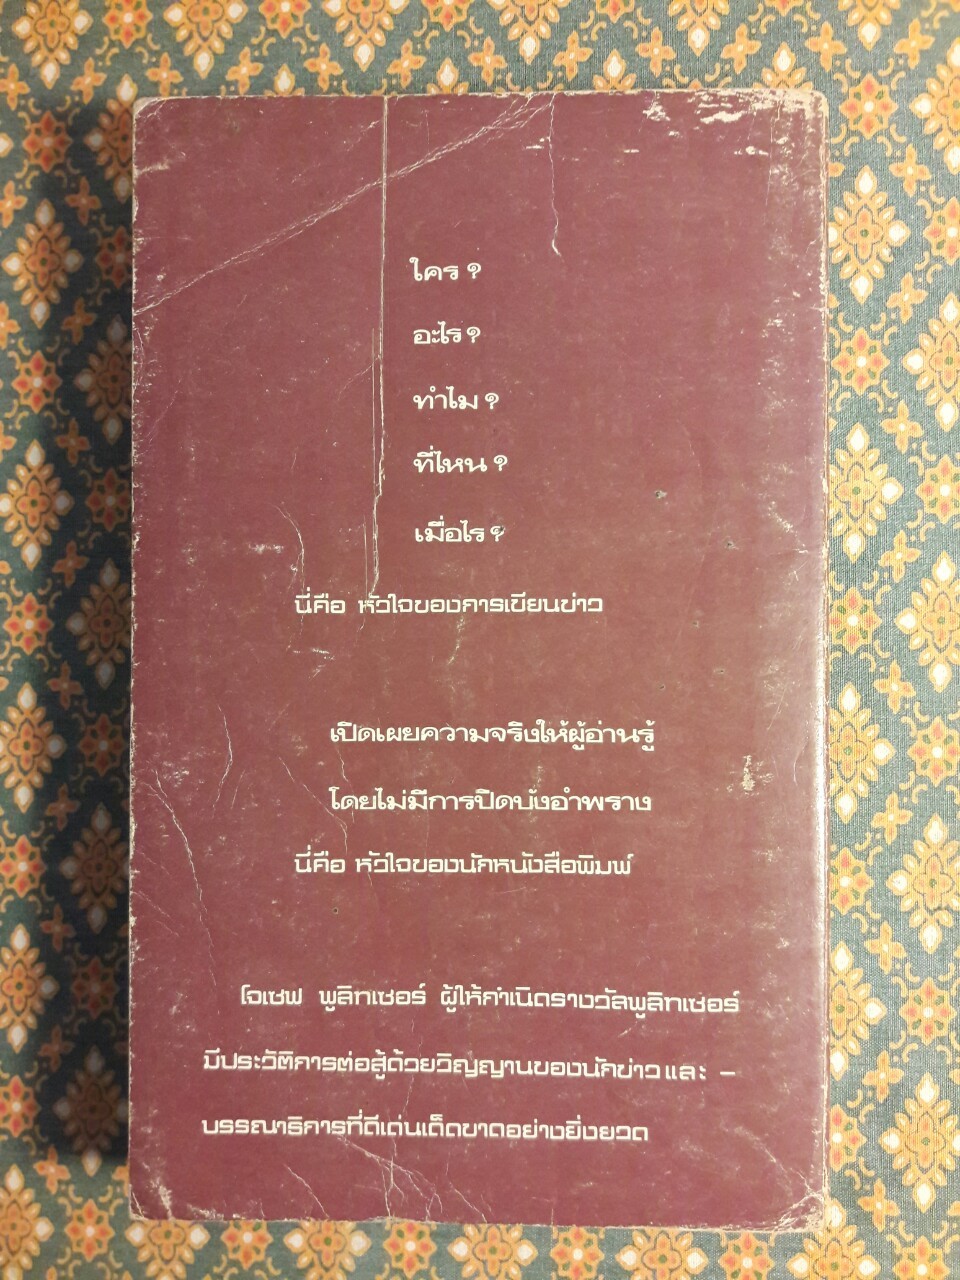 ใคร ?
อะไร ?
ทำไม ?
ที่ไหน ?
เมื่อไร ?
นี่คือ หัวใจของการเขียนข่าว
เปิดเผยความจริงให้ผู้อ่านรู้
โดยไม่มีการปิดบังอำพราง
นี่คือ หัวใจของนักหนังสือพิมพ์
โจเซฟ พูลิทเซอร์ ผู้ให้กำเนิดรางวัลพูลิทเซอร์
มีประวัติการต่อสู้ด้วยวิญญานของนักข่าวและ –
บรรณาธิการที่ดีเด่นเด็ดขาดอย่างยิ่งยวด